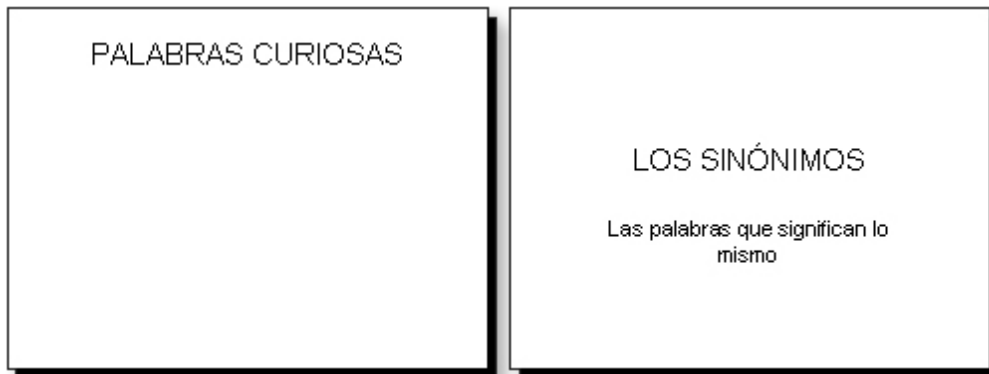 PALABRAS CURIOSAS
LOS SINÓNIMOS
Las palabras que significan lo
mismo